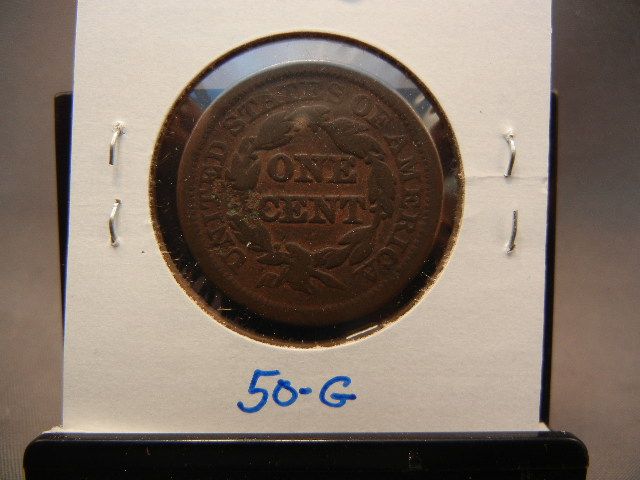 UNITED STATES OF AMERICA
ONE
CENT
50-G